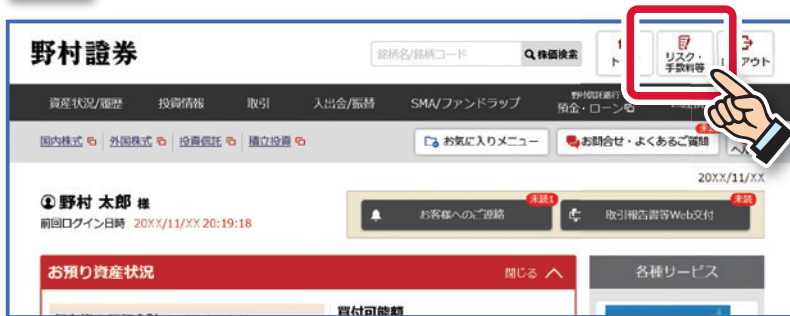 野村證券
銘柄名/銘柄コード 株価検索
リスク・
手数料等
資産状況/履歴 投資情報 取引 入出金/振替 SMA/ファンドラップ 預金・ローン
国内株式 外国株式 投資信託 積立投資 お気に入りメニュー お問合せ・よくあるご質問
20XX/11/XX
①野村 太郎 様
前回ログイン日時 20XX/11/XX 20:19:18
お客様へのご連絡 未読1 取引報告書等Web交付 未読
お預り資産状況 閉じる 各種サービス
買付可能額